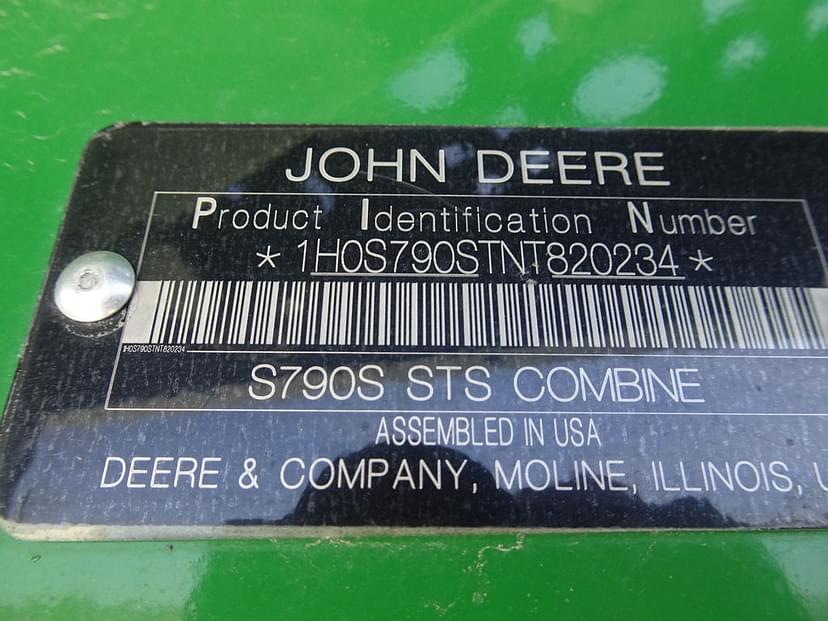 JOHN DEERE
Product Identification Number
* 1H0S790STNT820234 *
1H0S790STNT820234
S790S STS COMBINE
ASSEMBLED IN USA
DEERE & COMPANY, MOLINE, ILLINOIS, U